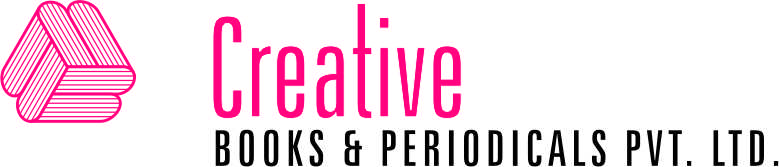 Creative
BOOKS & PERIODICALS PVT. LTD.